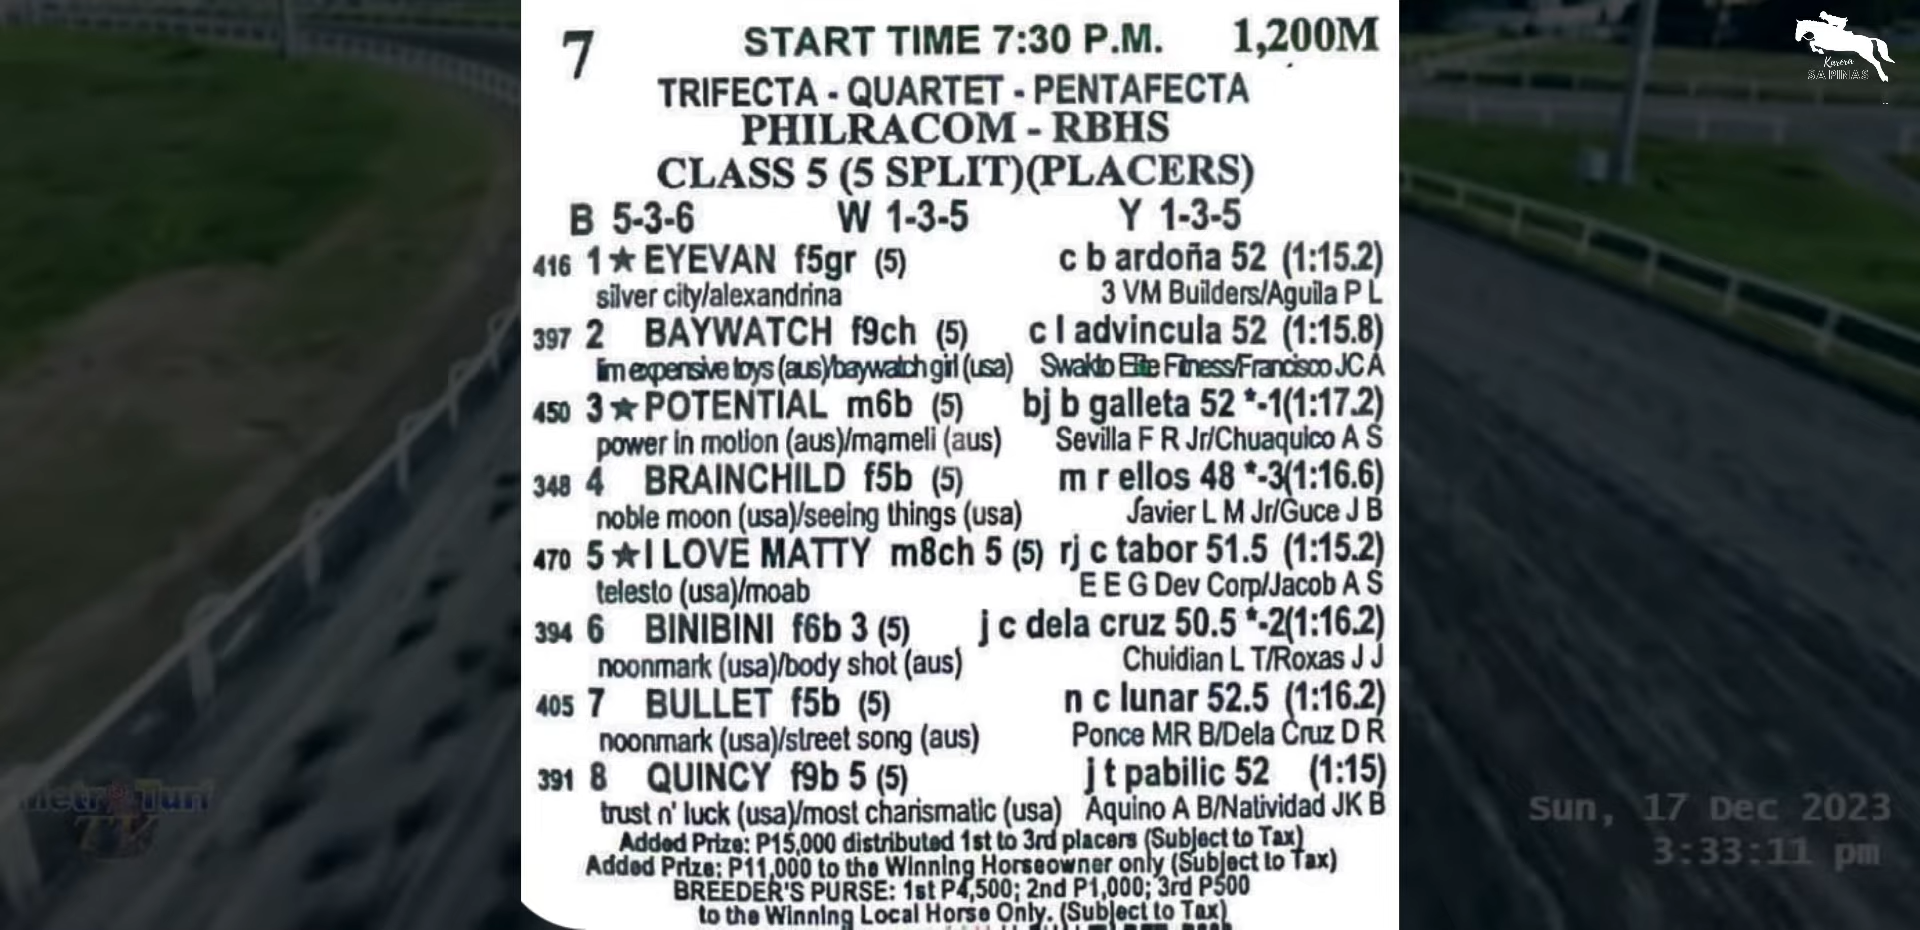 7 START TIME 7:30 P.M. 1,200M
TRIFECTA - QUARTET - PENTAFECTA
PHILRACOM - RBHS
CLASS 5 (5 SPLIT)(PLACERS)
B 5-3-6 W 1-3-5 Y 1-3-5
416 1★EYEVAN f5gr (5) c b ardoña 52 (1:15.2)
silver city/alexandrina 3 VM Builders/Aguila P L
397 2 BAYWATCH f9ch (5) c l advincula 52 (1:15.8)
im expensive toys (aus)/baywatch girl (usa) Swakto Elite Fitness/Francisco JC A
450 3★POTENTIAL m6b (5) bj b galleta 52 *-1(1:17.2)
power in motion (aus)/mameli (aus) Sevilla F R Jr/Chuaquico A S
348 4 BRAINCHILD f5b (5) m r ellos 48 *-3(1:16.6)
noble moon (usa)/seeing things (usa) Javier L M Jr/Guce J B
470 5★I LOVE MATTY m8ch 5 (5) rj c tabor 51.5 (1:15.2)
telesto (usa)/moab E E G Dev Corp/Jacob A S
394 6 BINIBINI f6b 3 (5) j c dela cruz 50.5 *-2(1:16.2)
noonmark (usa)/body shot (aus) Chuidian L T/Roxas J J
405 7 BULLET f5b (5) n c lunar 52.5 (1:16.2)
noonmark (usa)/street song (aus) Ponce MR B/Dela Cruz D R
391 8 QUINCY f9b 5 (5) j t pabilic 52 (1:15)
trust n' luck (usa)/most charismatic (usa) Aquino A B/Natividad JK B
Added Prize: P15,000 distributed 1st to 3rd placers (Subject to Tax)
Added Prize: P11,000 to the Winning Horseowner only (Subject to Tax)
BREEDER'S PURSE: 1st P4,500; 2nd P1,000; 3rd P500
to the Winning Local Horse Only. (Subject to Tax)
Karera
SA PINAS
MetroTurf
Sun, 17 Dec 2023
3:33:11 pm